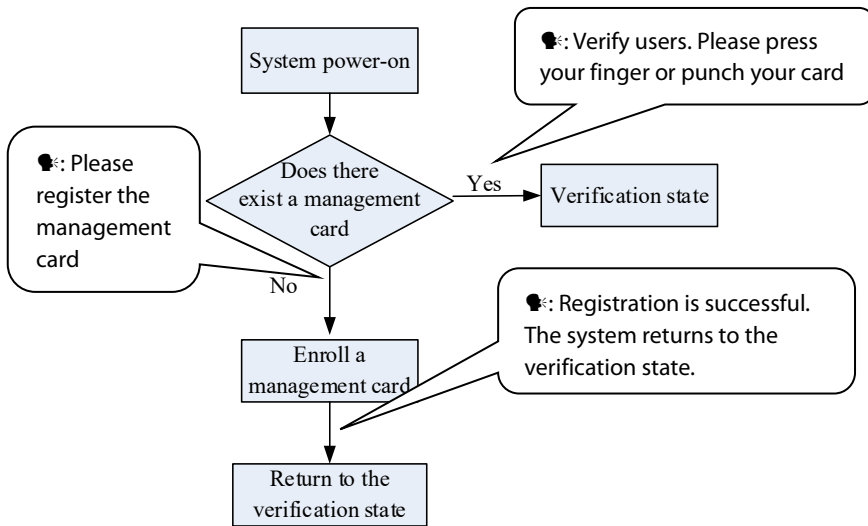 System power-on
🗣: Verify users. Please press
your finger or punch your card
🗣: Please
register the
management
card
Does there
exist a management
card
Yes
Verification state
No
🗣: Registration is successful.
The system returns to the
verification state.
Enroll a
management card
Return to the
verification state